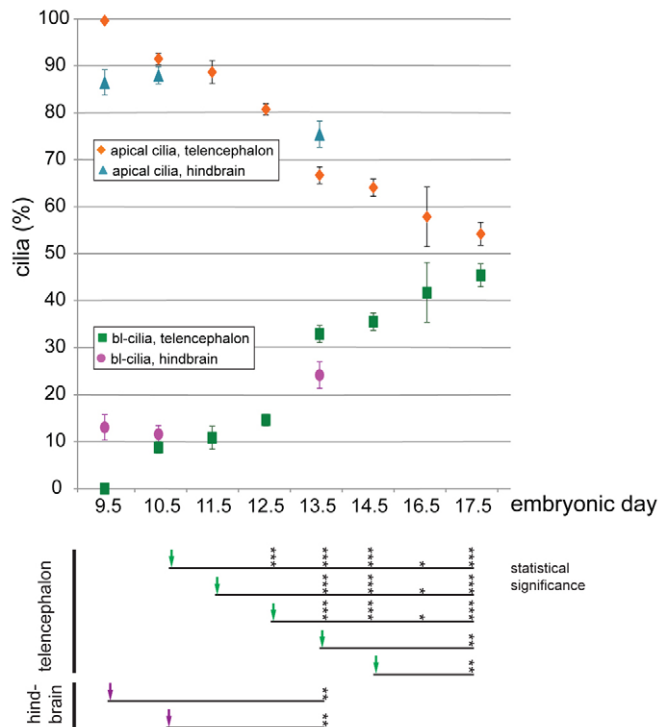 100
90
80
70
60
50
40
30
20
10
0
cilia (%)
apical cilia, telencephalon
apical cilia, hindbrain
bl-cilia, telencephalon
bl-cilia, hindbrain
9.5 10.5 11.5 12.5 13.5 14.5 16.5 17.5 embryonic day
statistical
significance
telencephalon
*** *** *** * ***
*** *** * ***
*** *** * ***
**
**
hind-
brain
**
**